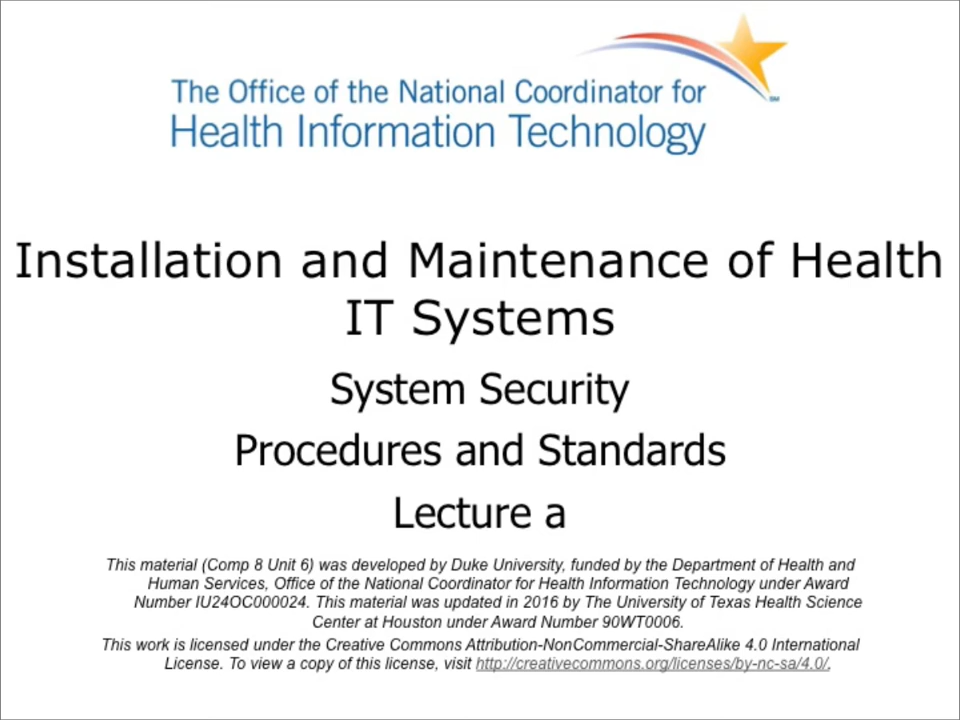 The Office of the National Coordinator for
Health Information Technology
SM
Installation and Maintenance of Health
IT Systems
System Security
Procedures and Standards
Lecture a
This material (Comp 8 Unit 6) was developed by Duke University, funded by the Department of Health and
Human Services, Office of the National Coordinator for Health Information Technology under Award
Number IU24OC000024. This material was updated in 2016 by The University of Texas Health Science
Center at Houston under Award Number 90WT0006.
This work is licensed under the Creative Commons Attribution-NonCommercial-ShareAlike 4.0 International
License. To view a copy of this license, visit http://creativecommons.org/licenses/by-nc-sa/4.0/.